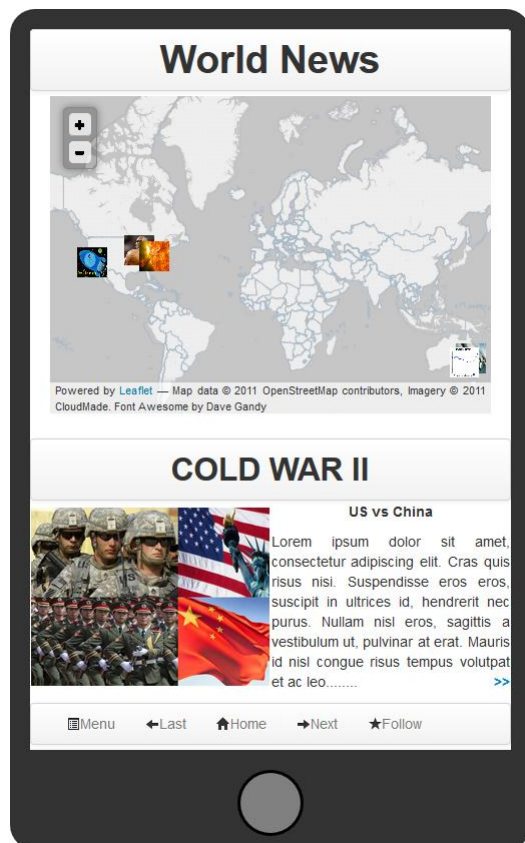 World News
+
-
Powered by Leaflet — Map data © 2011 OpenStreetMap contributors, Imagery © 2011
CloudMade. Font Awesome by Dave Gandy
COLD WAR II
US vs China
Lorem ipsum dolor sit amet,
consectetur adipiscing elit. Cras quis
risus nisi. Suspendisse eros eros,
suscipit in ultrices id, hendrerit nec
purus. Nullam nisl eros, sagittis a
vestibulum ut, pulvinar at erat. Mauris
id nisl congue risus tempus volutpat
et ac leo........ >>
Menu Last Home Next Follow